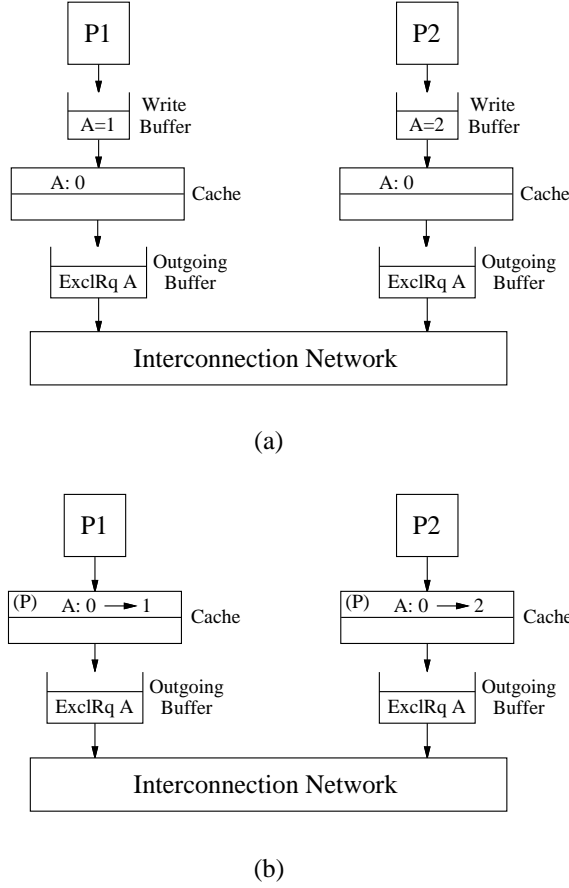 P1 P2
Write Buffer Write Buffer
A=1 A=2
A: 0 A: 0
Cache Cache
Outgoing Buffer Outgoing Buffer
ExclRq A ExclRq A
Interconnection Network
(a)
P1 P2
(P) A: 0 1 (P) A: 0 2
Cache Cache
Outgoing Buffer Outgoing Buffer
ExclRq A ExclRq A
Interconnection Network
(b)